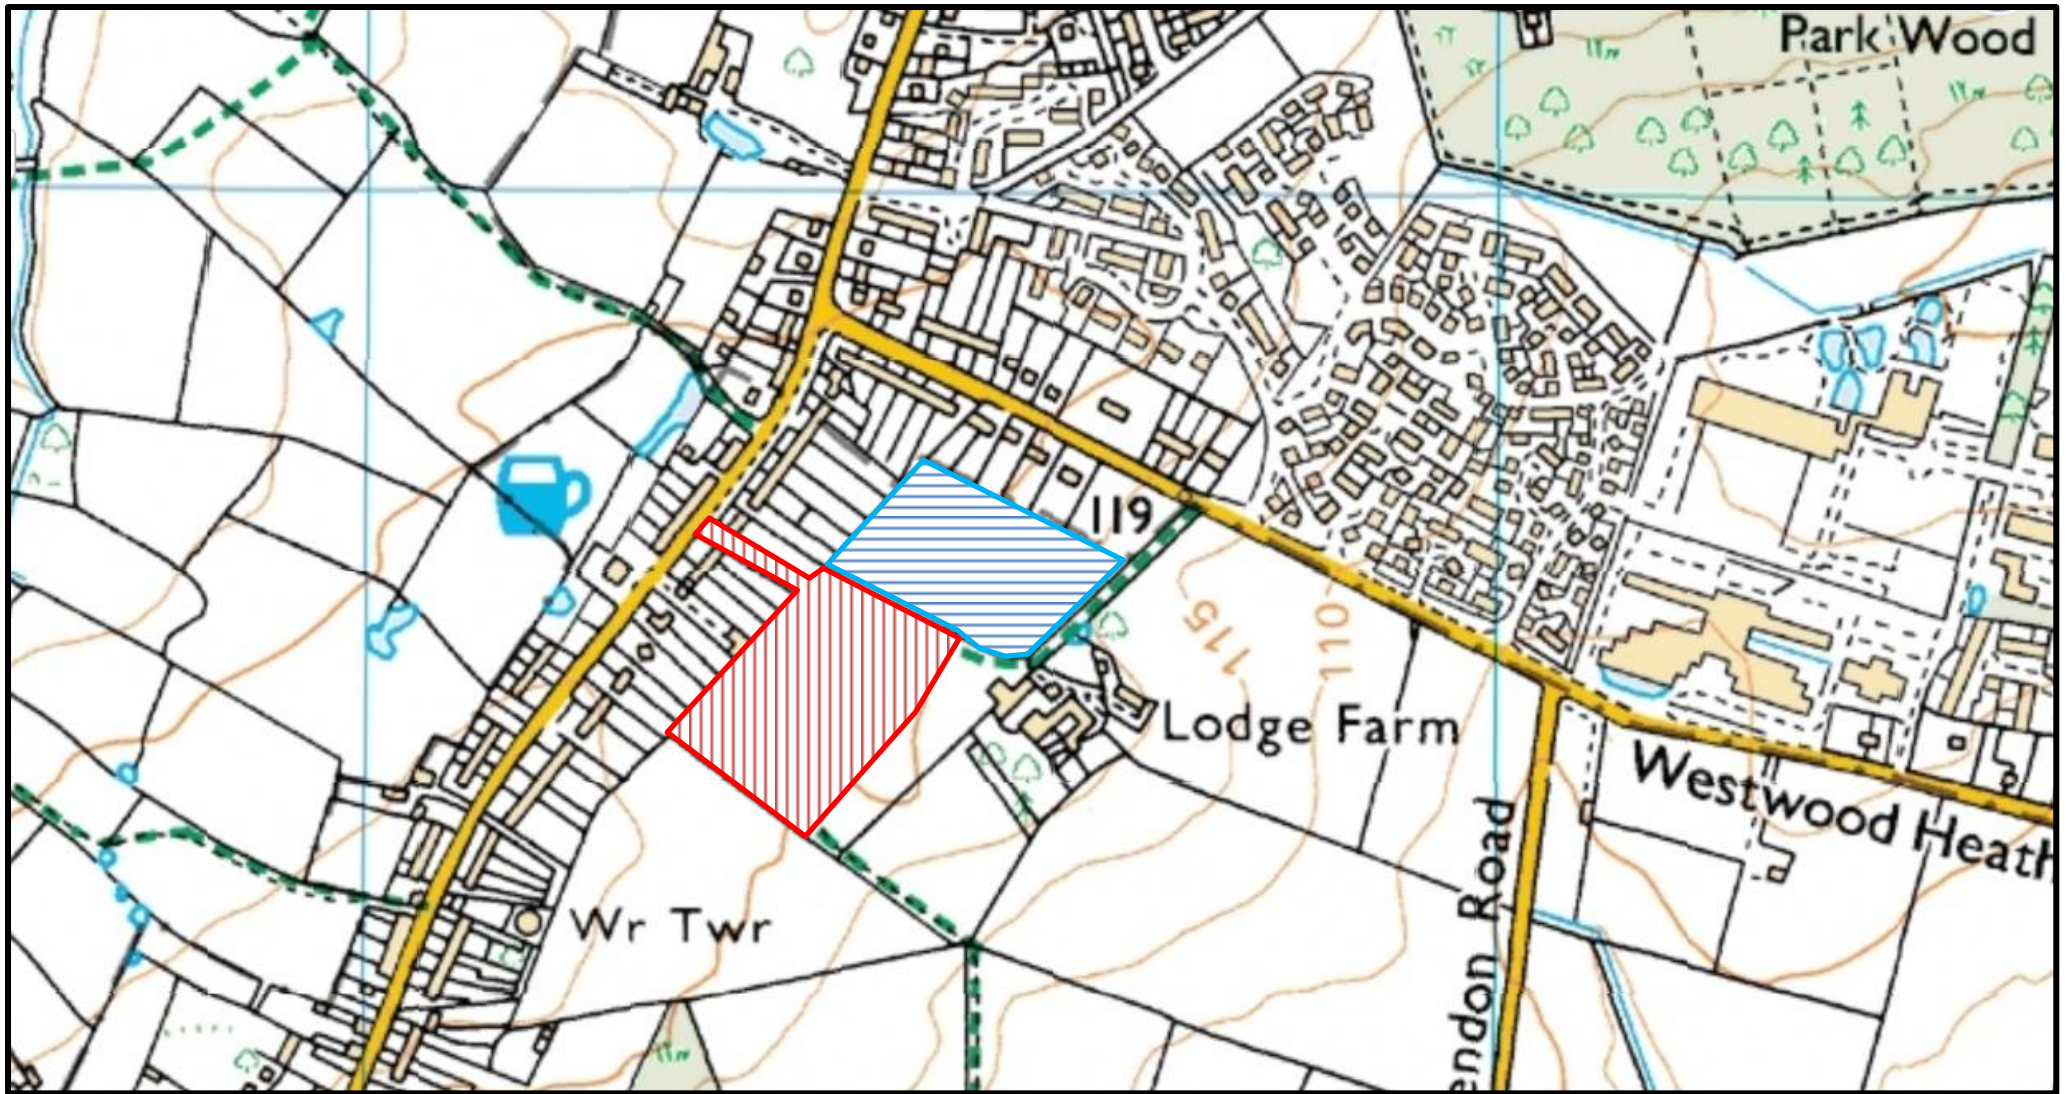 Park Wood
119
115
110
Lodge Farm
Westwood Heath
Wr Twr
endon Road